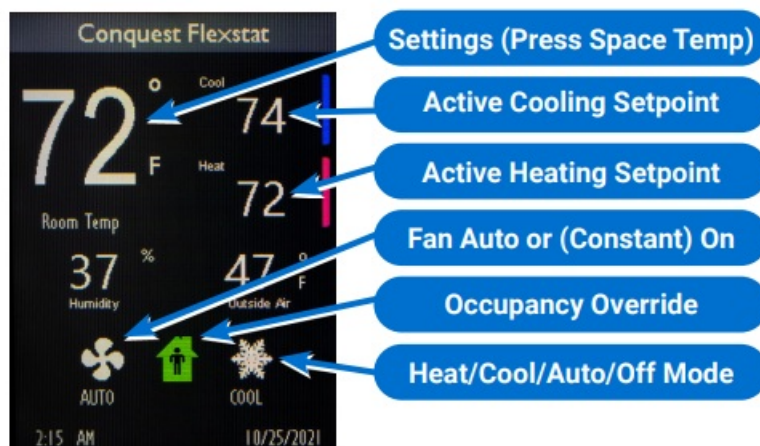 Conquest Flexstat
Settings (Press Space Temp)
72 ° F
Cool
74
Active Cooling Setpoint
Heat
72
Active Heating Setpoint
Room Temp
Fan Auto or (Constant) On
37 %
Humidity
47 ° F
Outside Air
Occupancy Override
AUTO
COOL
Heat/Cool/Auto/Off Mode
2:15 AM
10/25/2021